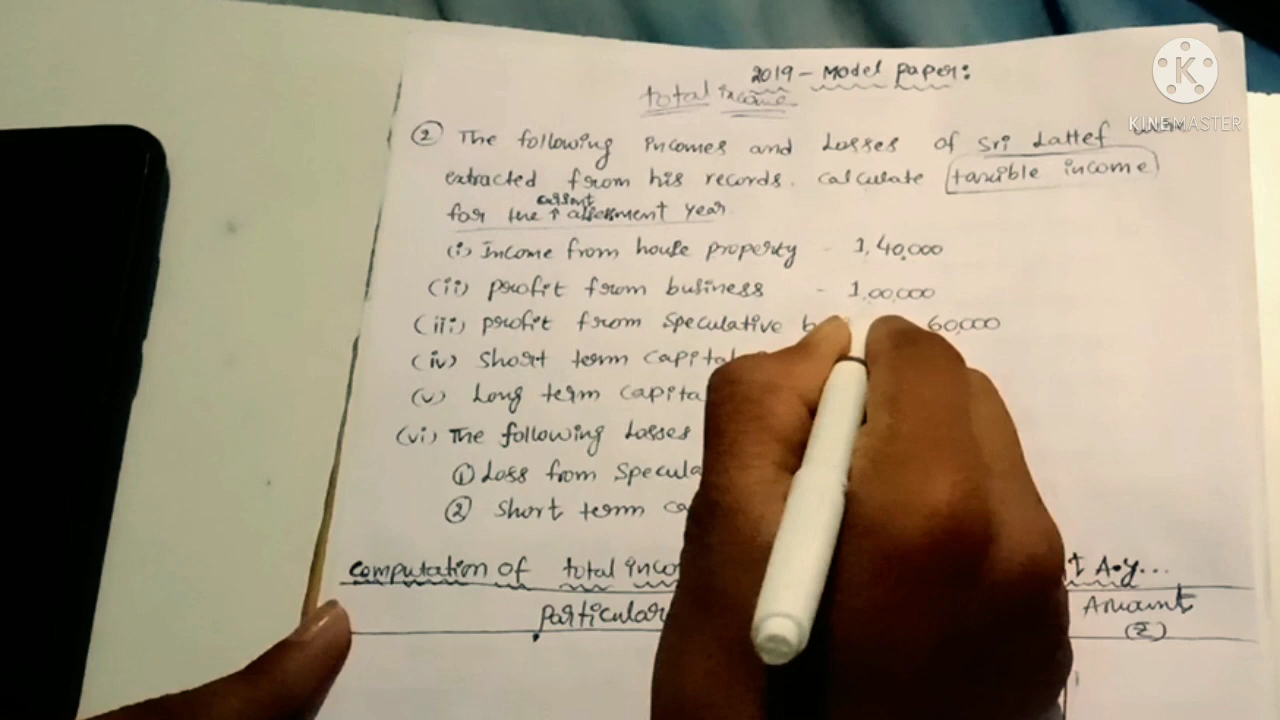 2019 - Model paper:
total income
② The following incomes and Losses of Sri Lattef
extracted from his records. calculate taxible income
for the ↑ assessment year.
(i) Income from house property - 1,40,000
(ii) profit from business - 1,00,000
(iii) profit from speculative 60,000
(iv) short term capital
(v) Long term capita
(vi) The following Losses
① Loss from specula
② short term ca
computation of total inco t A.y...
particular Amount
(₹)
K
KINEMASTER